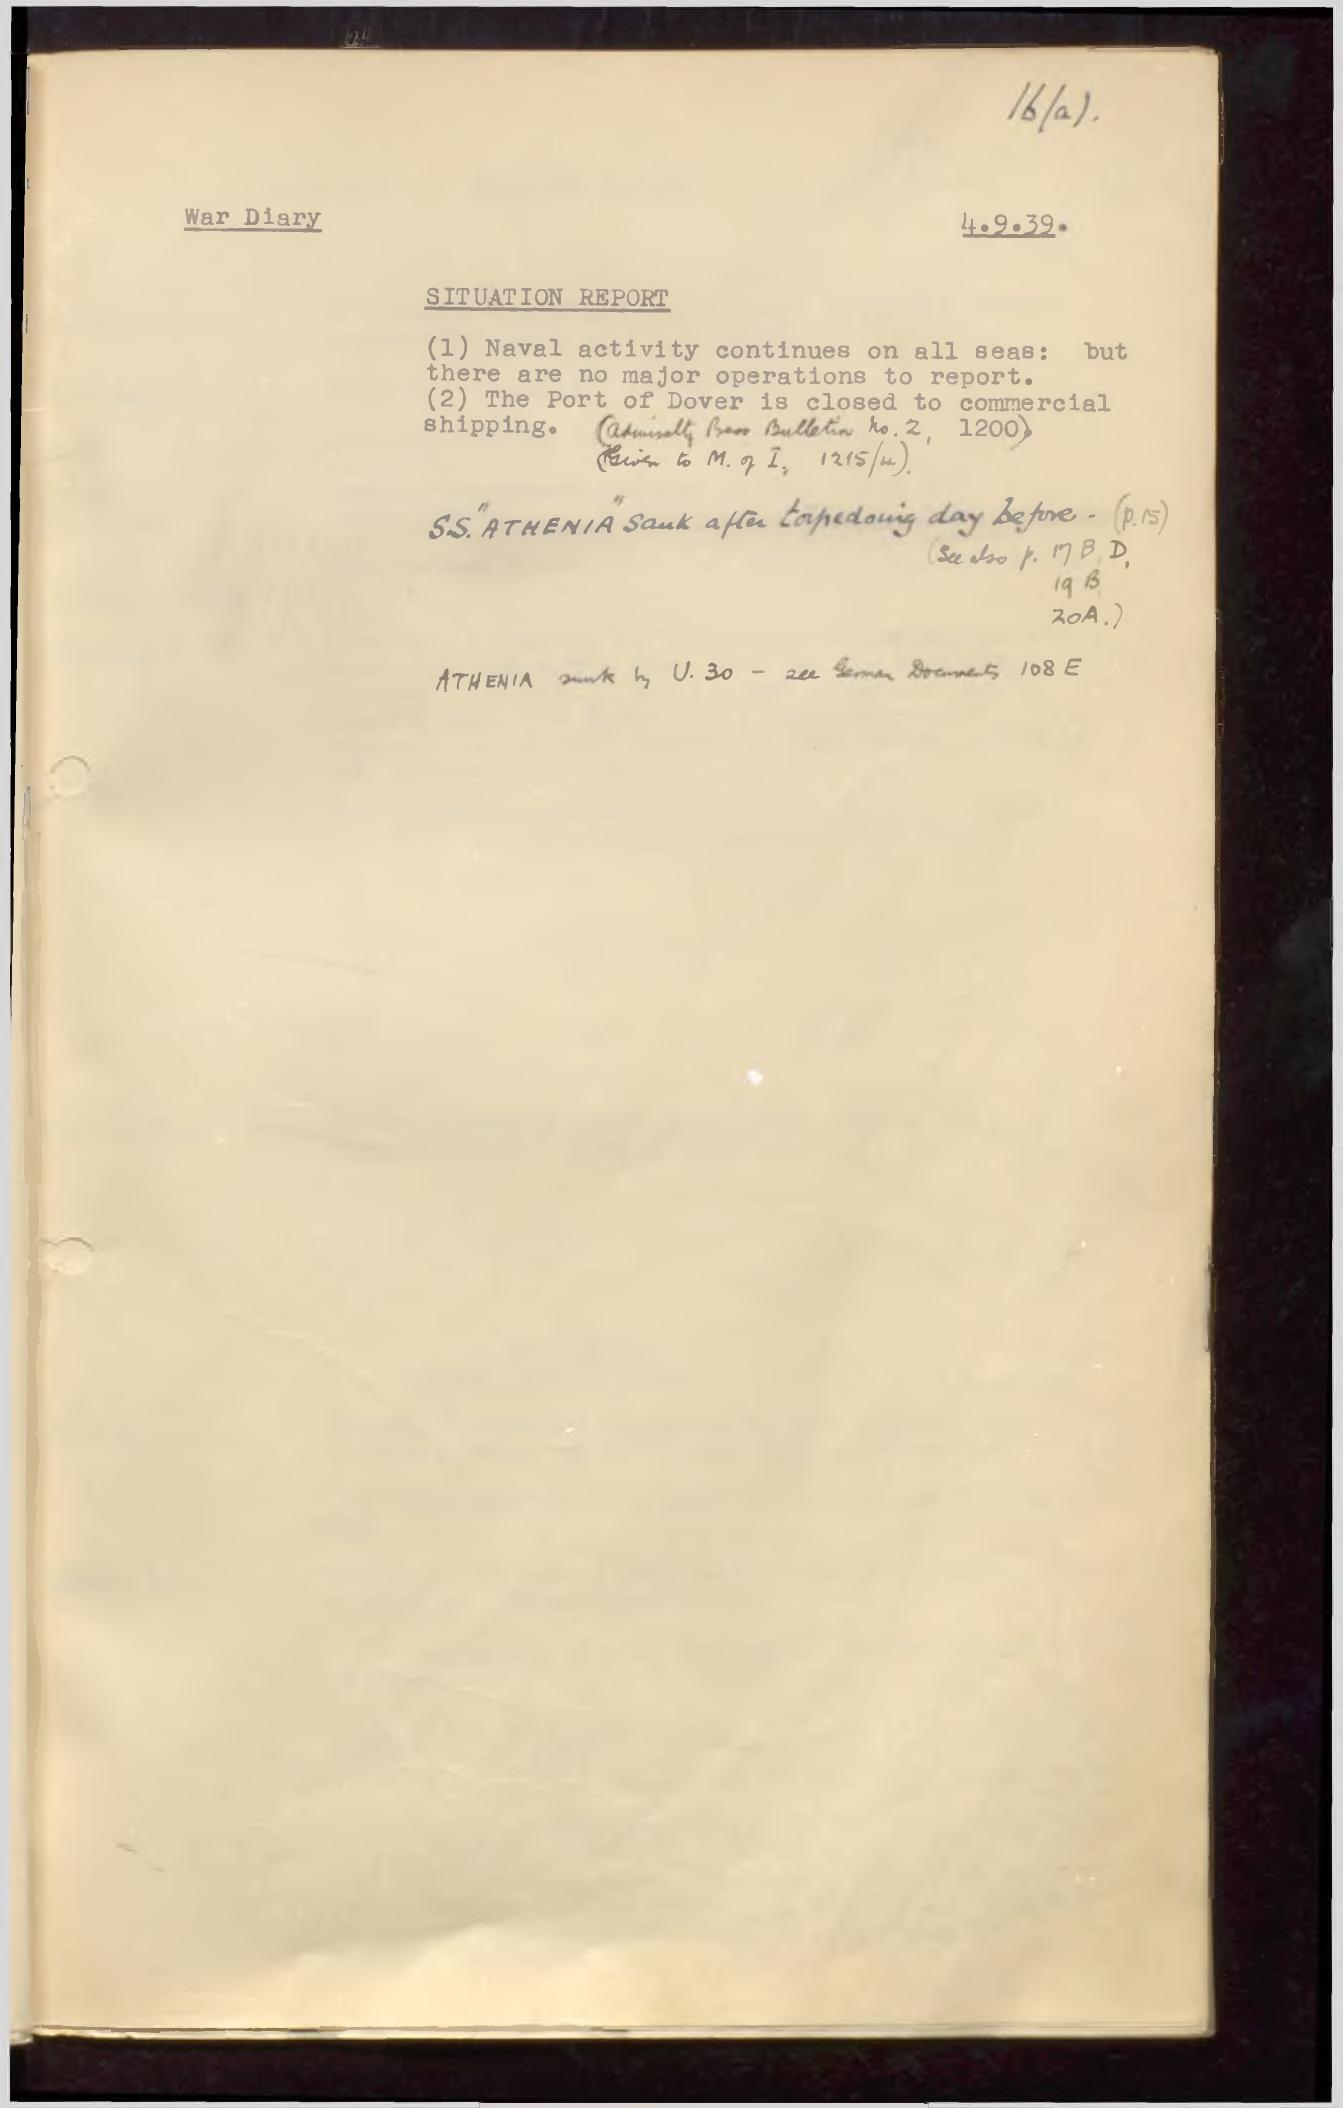 16(a).
War Diary
4.9.39.
SITUATION REPORT
(1) Naval activity continues on all seas: but
there are no major operations to report.
(2) The Port of Dover is closed to commercial
shipping. (Admiralty Press Bulletin No. 2, 1200)
(Given to M. of I, 1215/4).
SS. "ATHENIA" Sank after torpedoing day before - (p.15)
(See also p. 17 B, D,
19 B,
20A.)
ATHENIA sunk by U. 30 - see German Documents 108 E